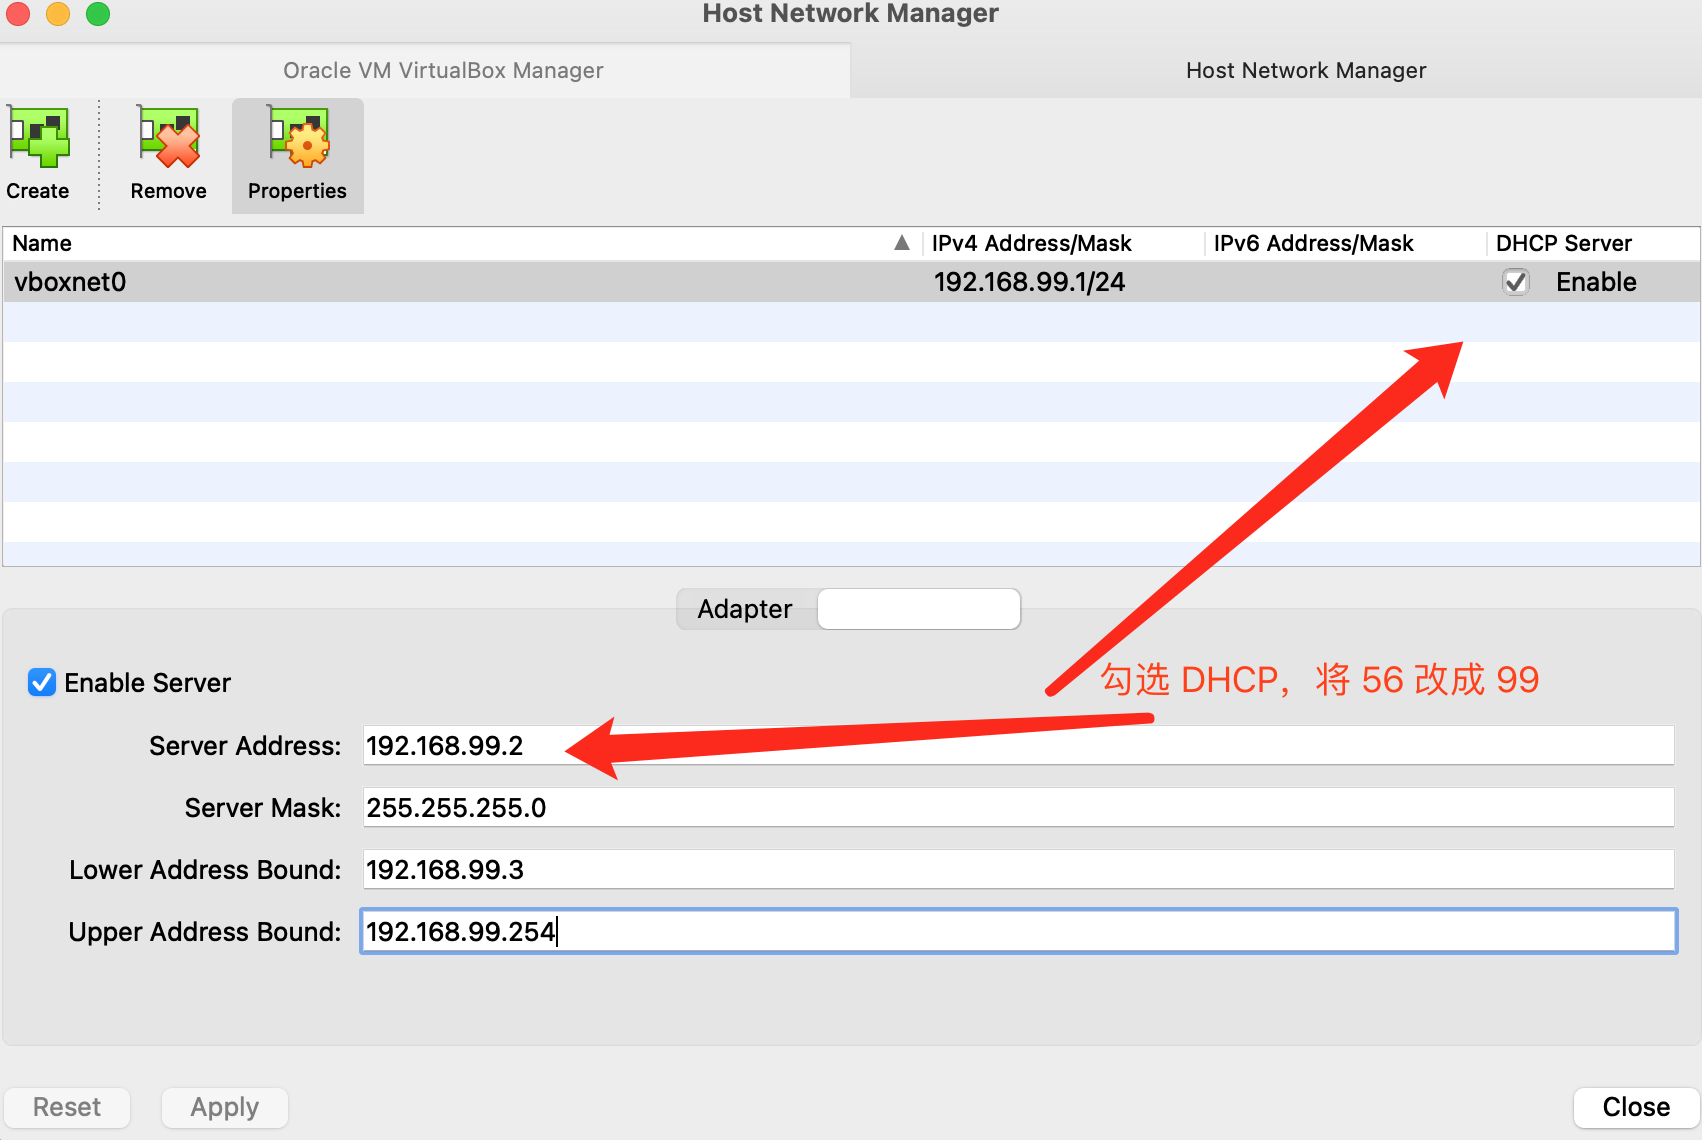 Host Network Manager
Oracle VM VirtualBox Manager
Host Network Manager
Create
Remove
Properties
Name
IPv4 Address/Mask
IPv6 Address/Mask
DHCP Server
vboxnet0
192.168.99.1/24
Enable
Adapter
勾选 DHCP，将 56 改成 99
Enable Server
Server Address: 192.168.99.2
Server Mask: 255.255.255.0
Lower Address Bound: 192.168.99.3
Upper Address Bound: 192.168.99.254
Reset
Apply
Close